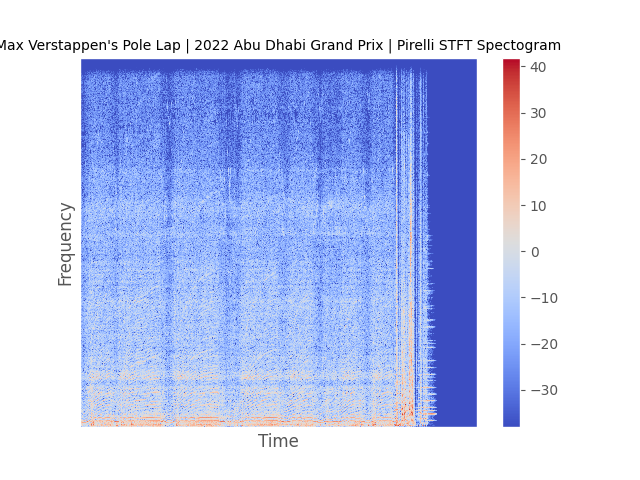 Max Verstappen's Pole Lap | 2022 Abu Dhabi Grand Prix | Pirelli STFT Spectogram
Frequency
Time
40
30
20
10
0
−10
−20
−30